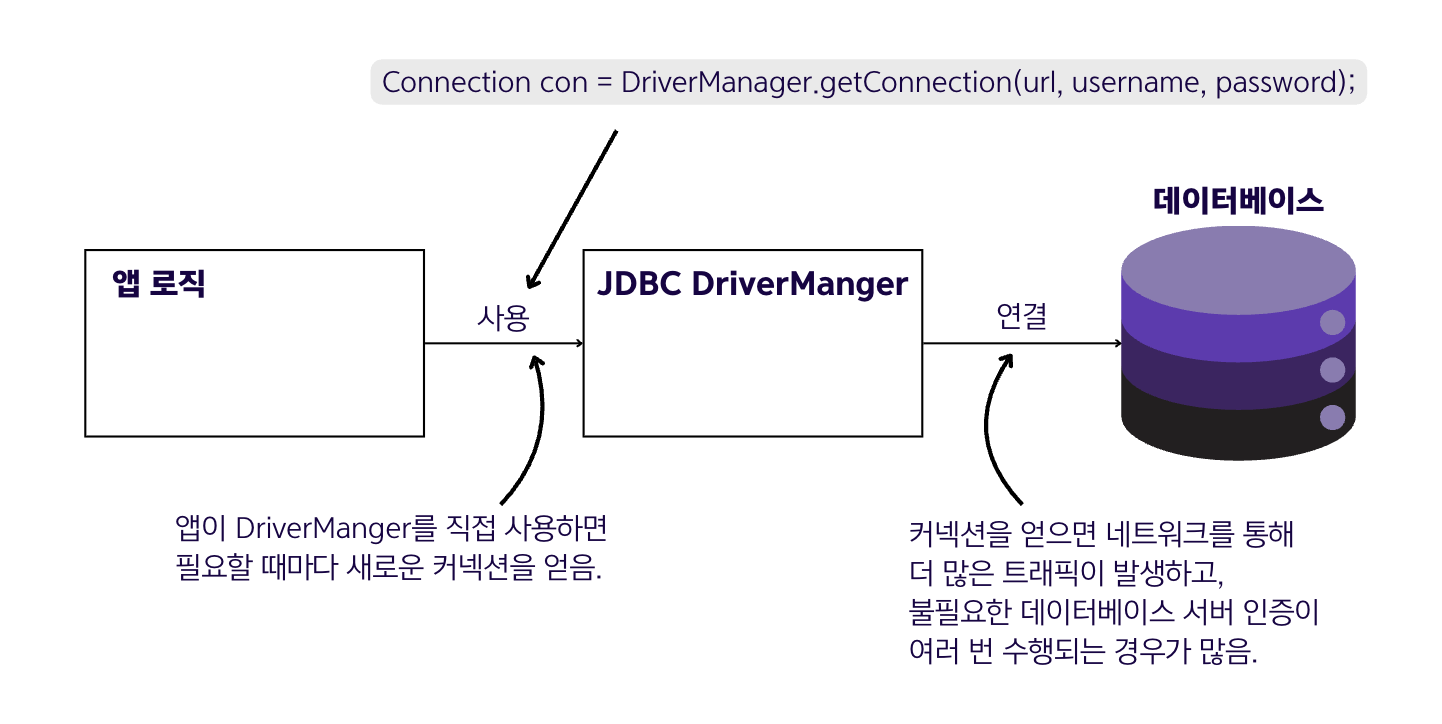 Connection con = DriverManager.getConnection(url, username, password);
데이터베이스
앱 로직
JDBC DriverManger
사용
연결
앱이 DriverManger를 직접 사용하면
필요할 때마다 새로운 커넥션을 얻음.
커넥션을 얻으면 네트워크를 통해
더 많은 트래픽이 발생하고,
불필요한 데이터베이스 서버 인증이
여러 번 수행되는 경우가 많음.